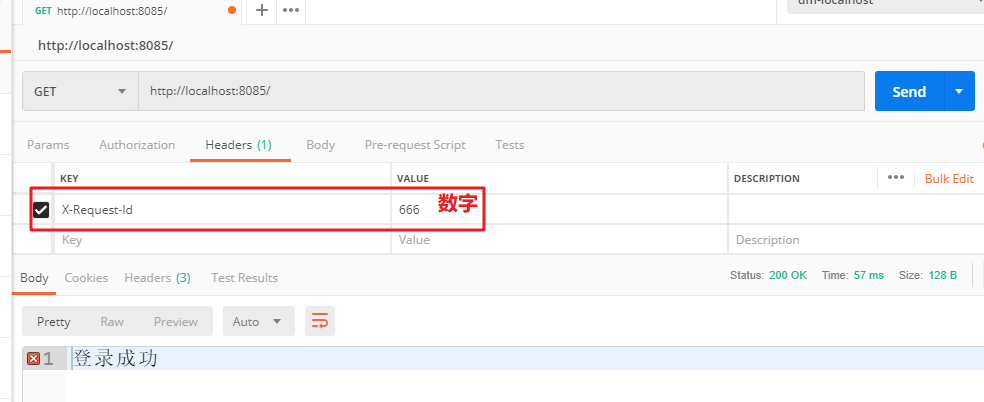 GET http://localhost:8085/
http://localhost:8085/
GET http://localhost:8085/ Send
Params Authorization Headers (1) Body Pre-request Script Tests
KEY VALUE DESCRIPTION ••• Bulk Edit
X-Request-Id 666 数字
Key Value Description
Body Cookies Headers (3) Test Results Status: 200 OK Time: 57 ms Size: 128 B
Pretty Raw Preview Auto
1 登录成功